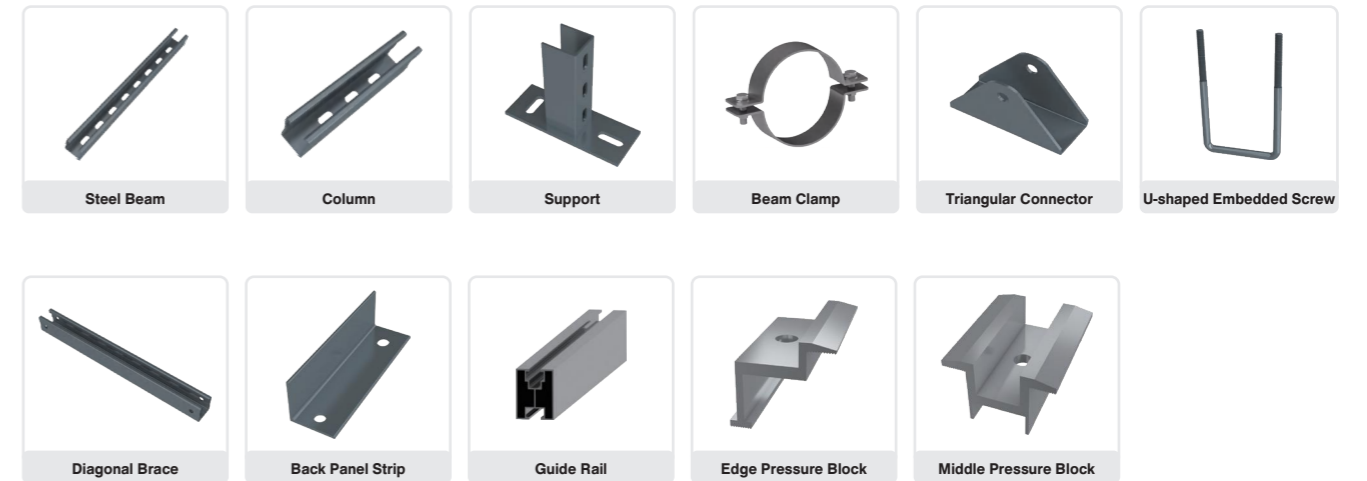 Steel Beam
Column
Support
Beam Clamp
Triangular Connector
U-shaped Embedded Screw
Diagonal Brace
Back Panel Strip
Guide Rail
Edge Pressure Block
Middle Pressure Block